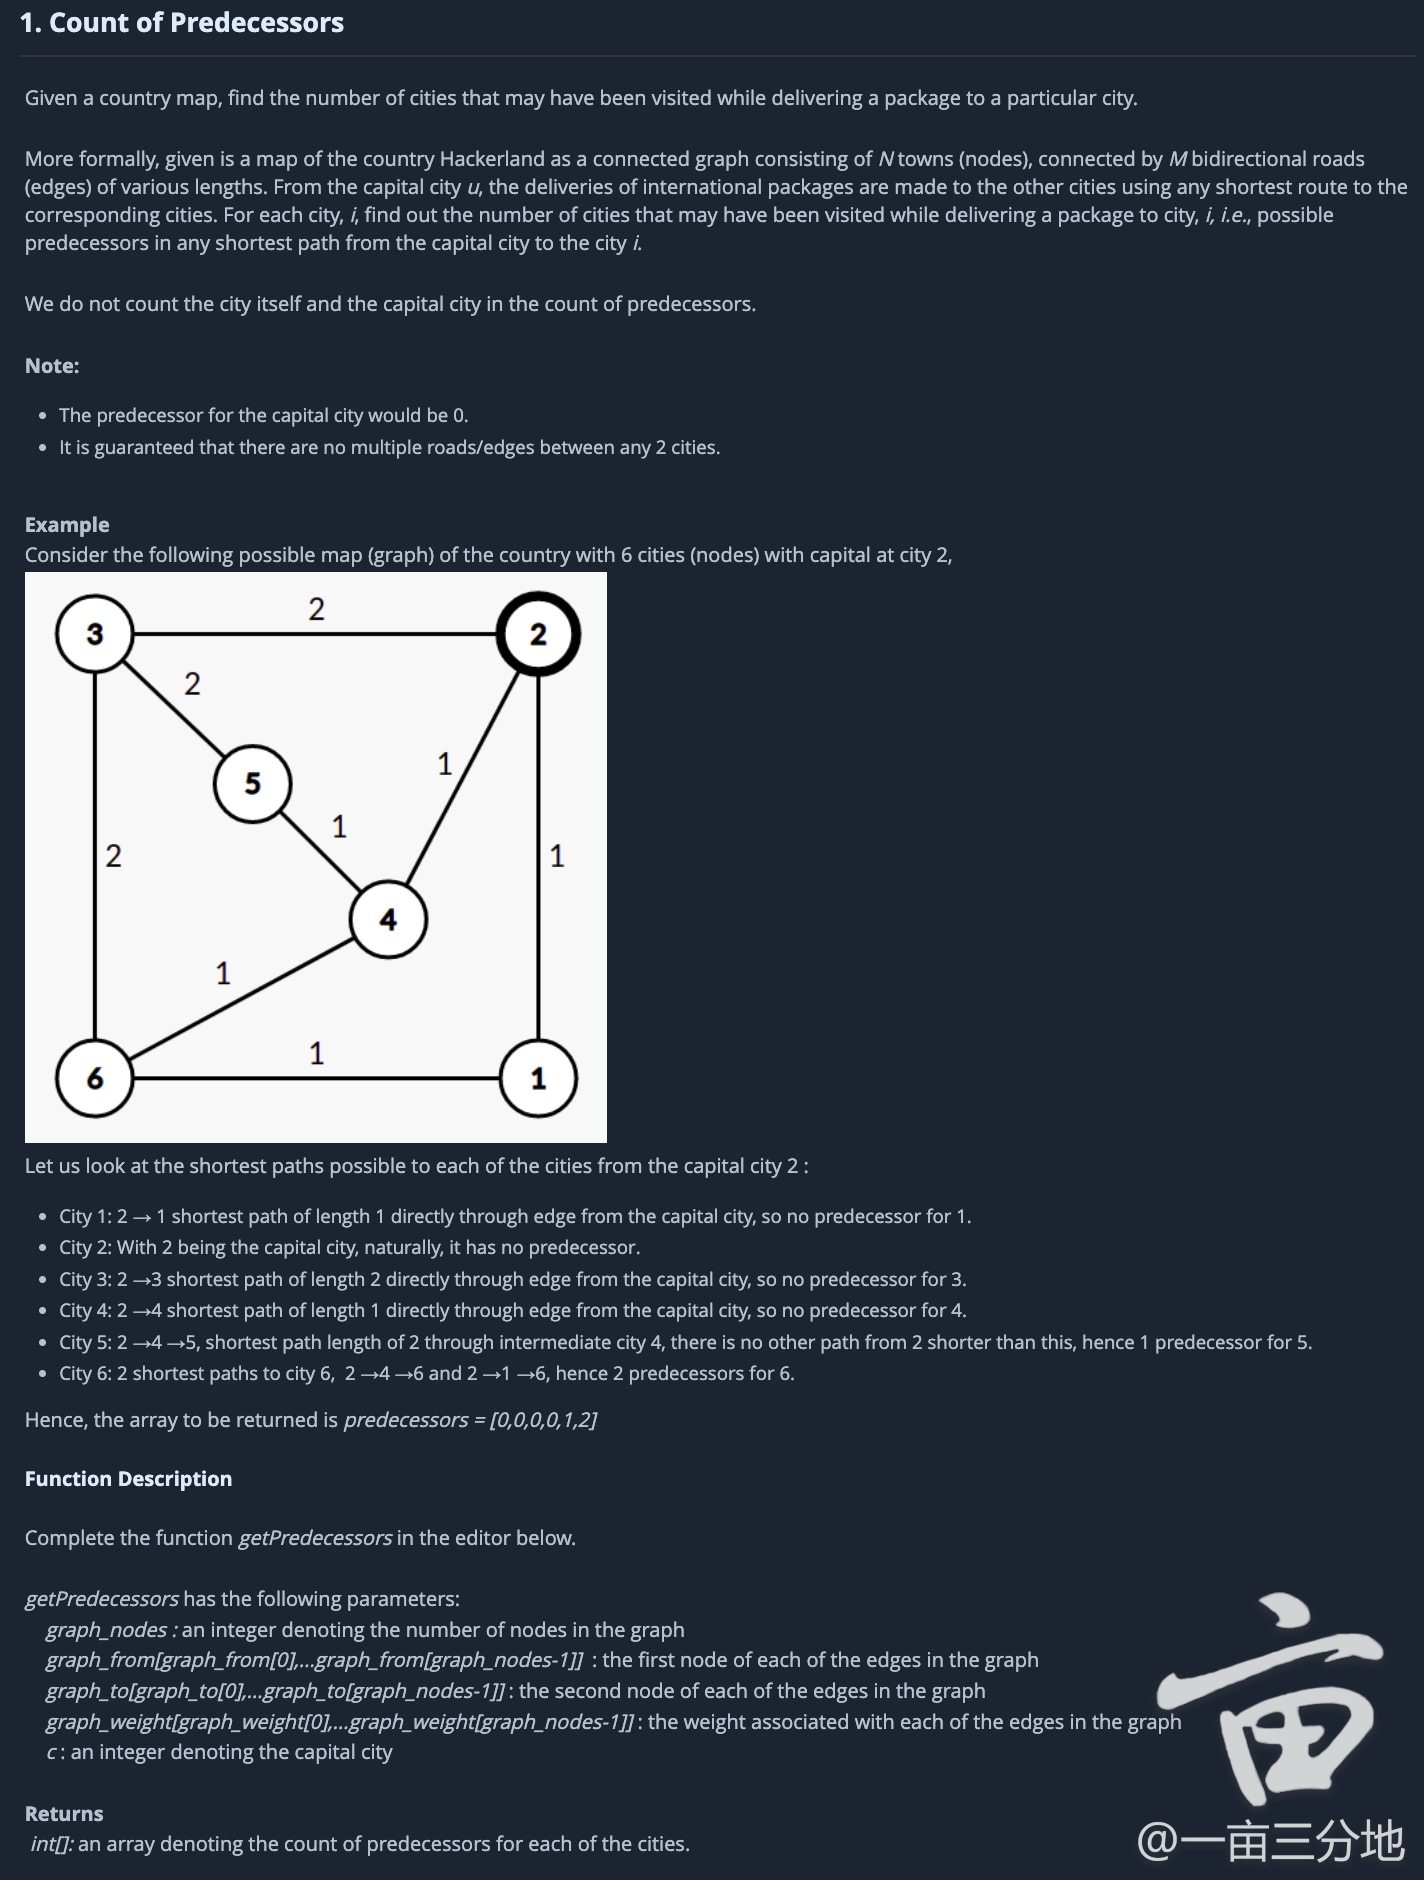 1. Count of Predecessors
Given a country map, find the number of cities that may have been visited while delivering a package to a particular city.
More formally, given is a map of the country Hackerland as a connected graph consisting of N towns (nodes), connected by M bidirectional roads
(edges) of various lengths. From the capital city u, the deliveries of international packages are made to the other cities using any shortest route to the
corresponding cities. For each city, i, find out the number of cities that may have been visited while delivering a package to city, i, i.e., possible
predecessors in any shortest path from the capital city to the city i.
We do not count the city itself and the capital city in the count of predecessors.
Note:
• The predecessor for the capital city would be 0.
• It is guaranteed that there are no multiple roads/edges between any 2 cities.
Example
Consider the following possible map (graph) of the country with 6 cities (nodes) with capital at city 2,
2
3
2
2
5
1
1
2
1
4
1
1
6
1
Let us look at the shortest paths possible to each of the cities from the capital city 2 :
• City 1: 2 → 1 shortest path of length 1 directly through edge from the capital city, so no predecessor for 1.
• City 2: With 2 being the capital city, naturally, it has no predecessor.
• City 3: 2 →3 shortest path of length 2 directly through edge from the capital city, so no predecessor for 3.
• City 4: 2 →4 shortest path of length 1 directly through edge from the capital city, so no predecessor for 4.
• City 5: 2 →4 →5, shortest path length of 2 through intermediate city 4, there is no other path from 2 shorter than this, hence 1 predecessor for 5.
• City 6: 2 shortest paths to city 6, 2 →4 →6 and 2 →1 →6, hence 2 predecessors for 6.
Hence, the array to be returned is predecessors = [0,0,0,0,1,2]
Function Description
Complete the function getPredecessors in the editor below.
getPredecessors has the following parameters:
graph_nodes : an integer denoting the number of nodes in the graph
graph_from[graph_from[0],...graph_from[graph_nodes-1]] : the first node of each of the edges in the graph
graph_to[graph_to[0],...graph_to[graph_nodes-1]] : the second node of each of the edges in the graph
graph_weight[graph_weight[0],...graph_weight[graph_nodes-1]] : the weight associated with each of the edges in the graph
c : an integer denoting the capital city
Returns
int[]: an array denoting the count of predecessors for each of the cities.
亩
@一亩三分地